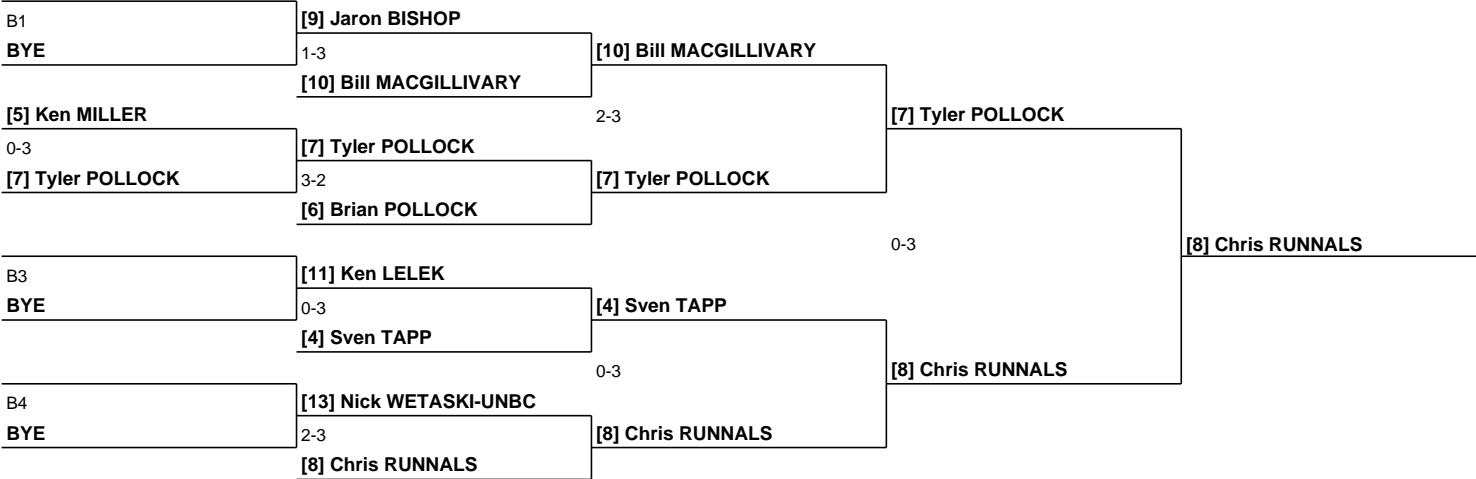 B1
BYE
[9] Jaron BISHOP
1-3
[10] Bill MACGILLIVARY
[10] Bill MACGILLIVARY
[5] Ken MILLER
0-3
[7] Tyler POLLOCK
[7] Tyler POLLOCK
3-2
[6] Brian POLLOCK
2-3
[7] Tyler POLLOCK
[7] Tyler POLLOCK
B3
BYE
[11] Ken LELEK
0-3
[4] Sven TAPP
[4] Sven TAPP
B4
BYE
[13] Nick WETASKI-UNBC
2-3
[8] Chris RUNNALS
0-3
[8] Chris RUNNALS
[8] Chris RUNNALS
0-3
[8] Chris RUNNALS